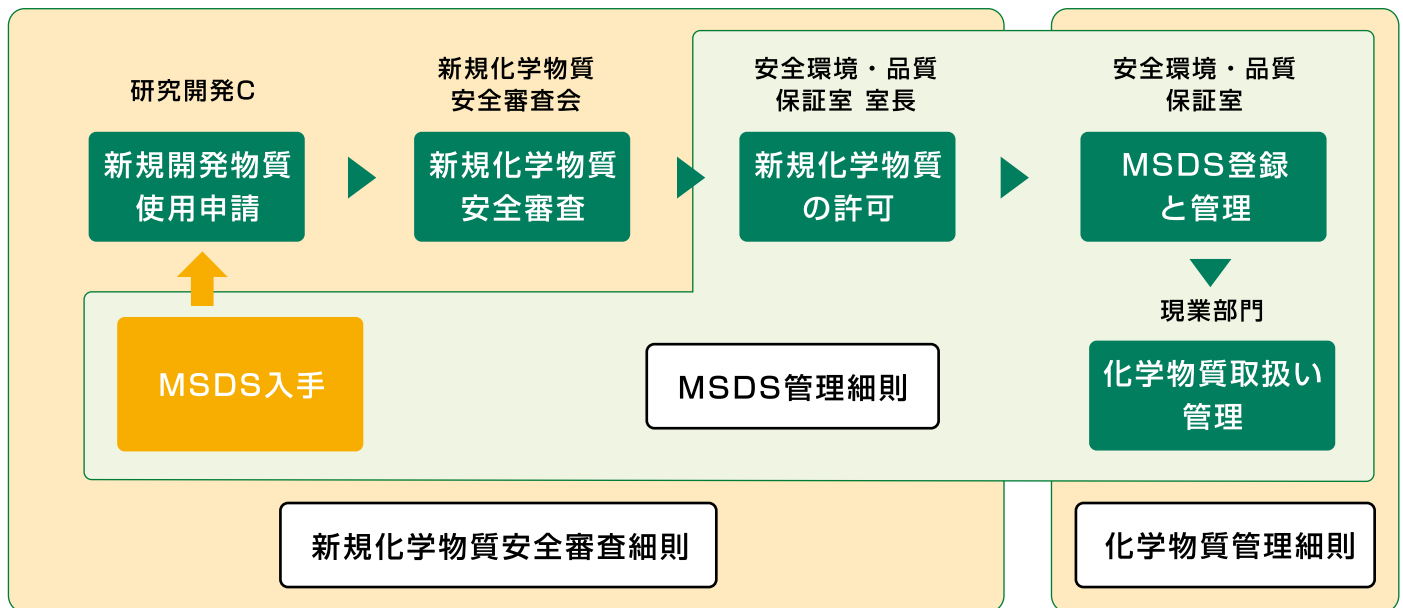 研究開発C
新規開発物質
使用申請
新規化学物質
安全審査会
新規化学物質
安全審査
安全環境・品質
保証室 室長
新規化学物質
の許可
安全環境・品質
保証室
MSDS登録
と管理
現業部門
化学物質取扱い
管理
MSDS入手
MSDS管理細則
新規化学物質安全審査細則
化学物質管理細則